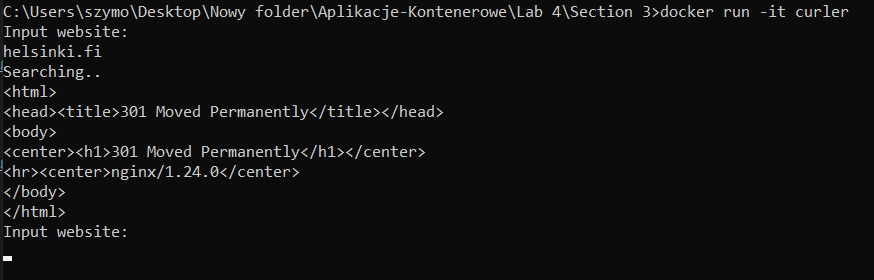 C:\Users\szymo\Desktop\Nowy folder\Aplikacje-Kontenerowe\Lab 4\Section 3>docker run -it curler
Input website:
helsinki.fi
Searching..
<html>
<head><title>301 Moved Permanently</title></head>
<body>
<center><h1>301 Moved Permanently</h1></center>
<hr><center>nginx/1.24.0</center>
</body>
</html>
Input website: